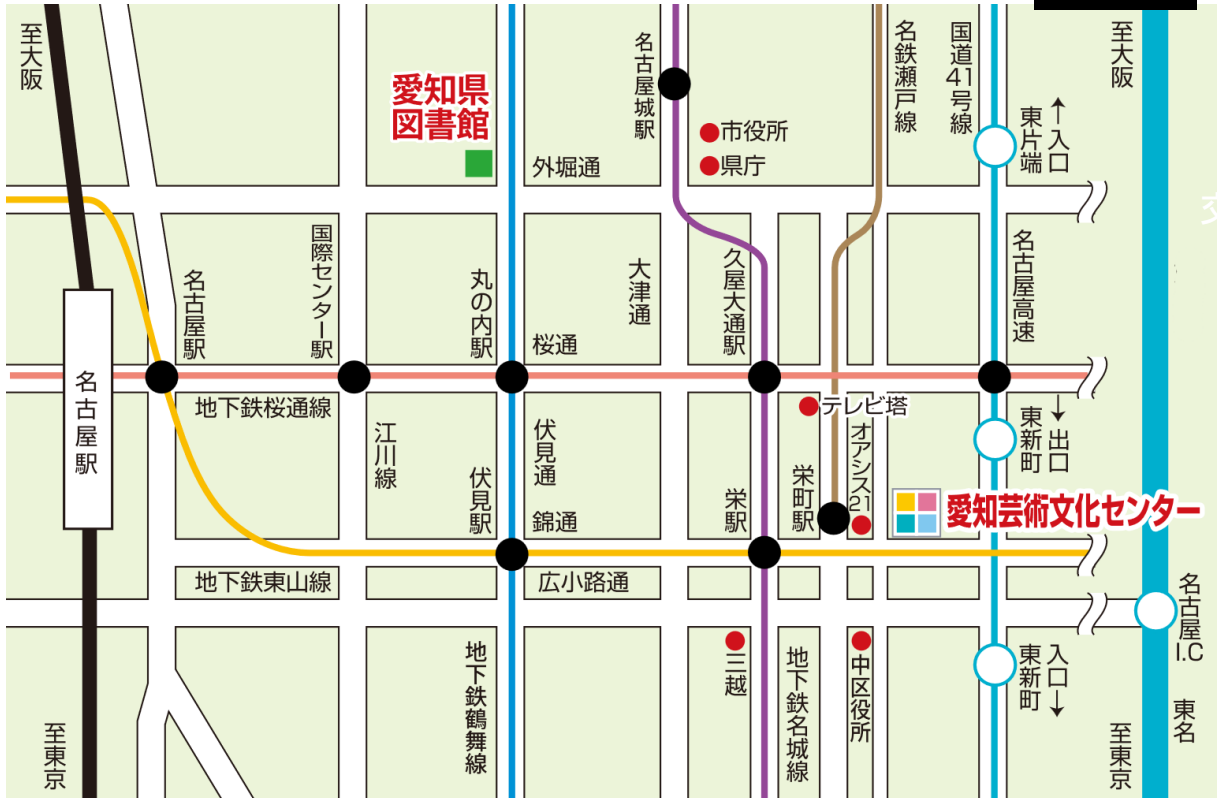 至大阪
愛知県
図書館
名古屋城駅
市役所
県庁
名鉄瀬戸線
国道41号線
至大阪
↑入口
東片端
外堀通
交
名古屋駅
国際センター駅
丸の内駅
大津通
久屋大通駅
名古屋高速
桜通
名古屋駅
地下鉄桜通線
江川線
伏見駅
伏見通
錦通
栄駅
テレビ塔
栄町駅
オアシス21
↓出口
東新町
愛知芸術文化センター
地下鉄東山線
広小路通
名古屋I.C
至東京
地下鉄鶴舞線
三越
地下鉄名城線
中区役所
入口↓
東新町
至東京
東名